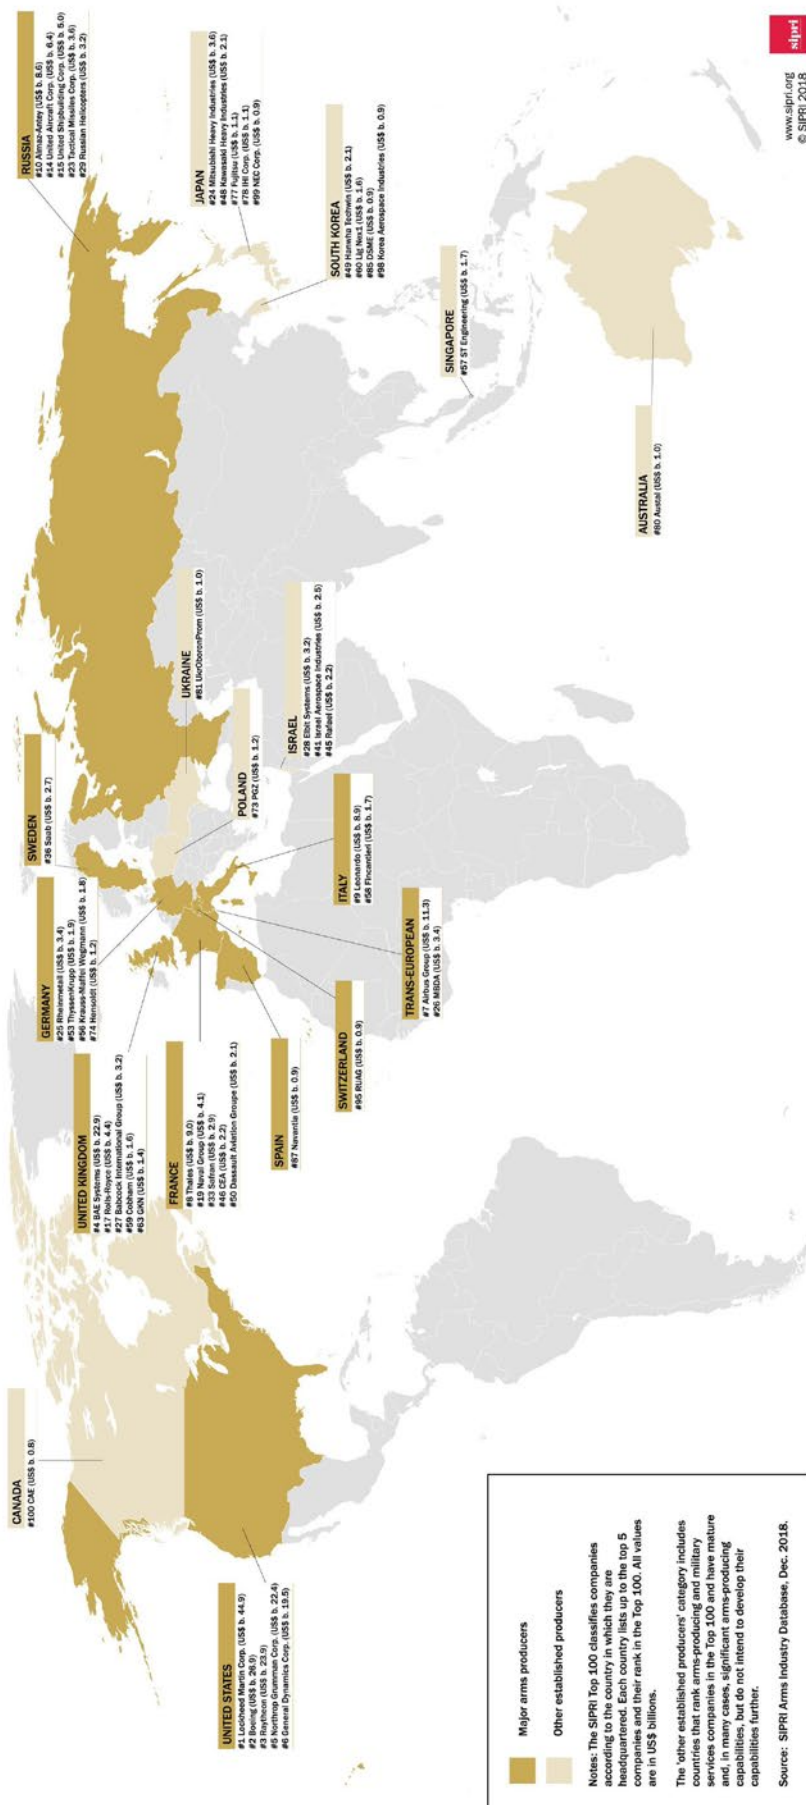 CANADA
#100 CAE (US$ b. 0.8)
UNITED STATES
#1 Lockheed Martin Corp. (US$ b. 44.9)
#2 Boeing (US$ b. 26.9)
#3 Raytheon (US$ b. 23.9)
#5 Northrop Grumman Corp. (US$ b. 22.4)
#6 General Dynamics Corp. (US$ b. 19.5)
UNITED KINGDOM
#4 BAE Systems (US$ b. 22.9)
#17 Rolls-Royce (US$ b. 4.4)
#27 Babcock International Group (US$ b. 3.2)
#59 Cobham (US$ b. 1.6)
#63 GKN (US$ b. 1.4)
FRANCE
#8 Thales (US$ b. 9.0)
#19 Naval Group (US$ b. 4.1)
#33 Safran (US$ b. 2.9)
#46 CEA (US$ b. 2.2)
#50 Dassault Aviation Groupe (US$ b. 2.1)
SPAIN
#87 Navantia (US$ b. 0.9)
GERMANY
#25 Rheinmetall (US$ b. 3.4)
#53 ThyssenKrupp (US$ b. 1.9)
#56 Krauss-Maffei Wegmann (US$ b. 1.8)
#74 Hensoldt (US$ b. 1.2)
SWEDEN
#36 Saab (US$ b. 2.7)
SWITZERLAND
#95 RUAG (US$ b. 0.9)
TRANS-EUROPEAN
#7 Airbus Group (US$ b. 11.3)
#26 MBDA (US$ b. 3.4)
ITALY
#9 Leonardo (US$ b. 8.9)
#58 Fincantieri (US$ b. 1.7)
POLAND
#73 PGZ (US$ b. 1.2)
UKRAINE
#81 UkrOboronProm (US$ b. 1.0)
ISRAEL
#28 Elbit Systems (US$ b. 3.2)
#41 Israel Aerospace Industries (US$ b. 2.5)
#45 Rafael (US$ b. 2.2)
RUSSIA
#10 Almaz-Antey (US$ b. 8.6)
#14 United Aircraft Corp. (US$ b. 6.4)
#15 United Shipbuilding Corp. (US$ b. 5.0)
#23 Tactical Missiles Corp. (US$ b. 3.6)
#29 Russian Helicopters (US$ b. 3.2)
JAPAN
#24 Mitsubishi Heavy Industries (US$ b. 3.6)
#48 Kawasaki Heavy Industries (US$ b. 2.1)
#77 Fujitsu (US$ b. 1.1)
#78 IHI Corp. (US$ b. 1.1)
#99 NEC Corp. (US$ b. 0.9)
SOUTH KOREA
#49 Hanwha Techwin (US$ b. 2.1)
#60 Lig Nex1 (US$ b. 1.6)
#85 DSME (US$ b. 0.9)
#98 Korea Aerospace Industries (US$ b. 0.9)
SINGAPORE
#57 ST Engineering (US$ b. 1.7)
AUSTRALIA
#80 Austal (US$ b. 1.0)
Major arms producers
Other established producers
Notes: The SIPRI Top 100 classifies companies
according to the country in which they are
headquartered. Each country lists up to the top 5
companies and their rank in the Top 100. All values
are in US$ billions.
The 'other established producers' category includes
countries that rank arms-producing and military
services companies in the Top 100 and have mature
and, in many cases, significant arms-producing
capabilities, but do not intend to develop their
capabilities further.
Source: SIPRI Arms Industry Database, Dec. 2018.
www.sipri.org
© SIPRI 2018
sipri